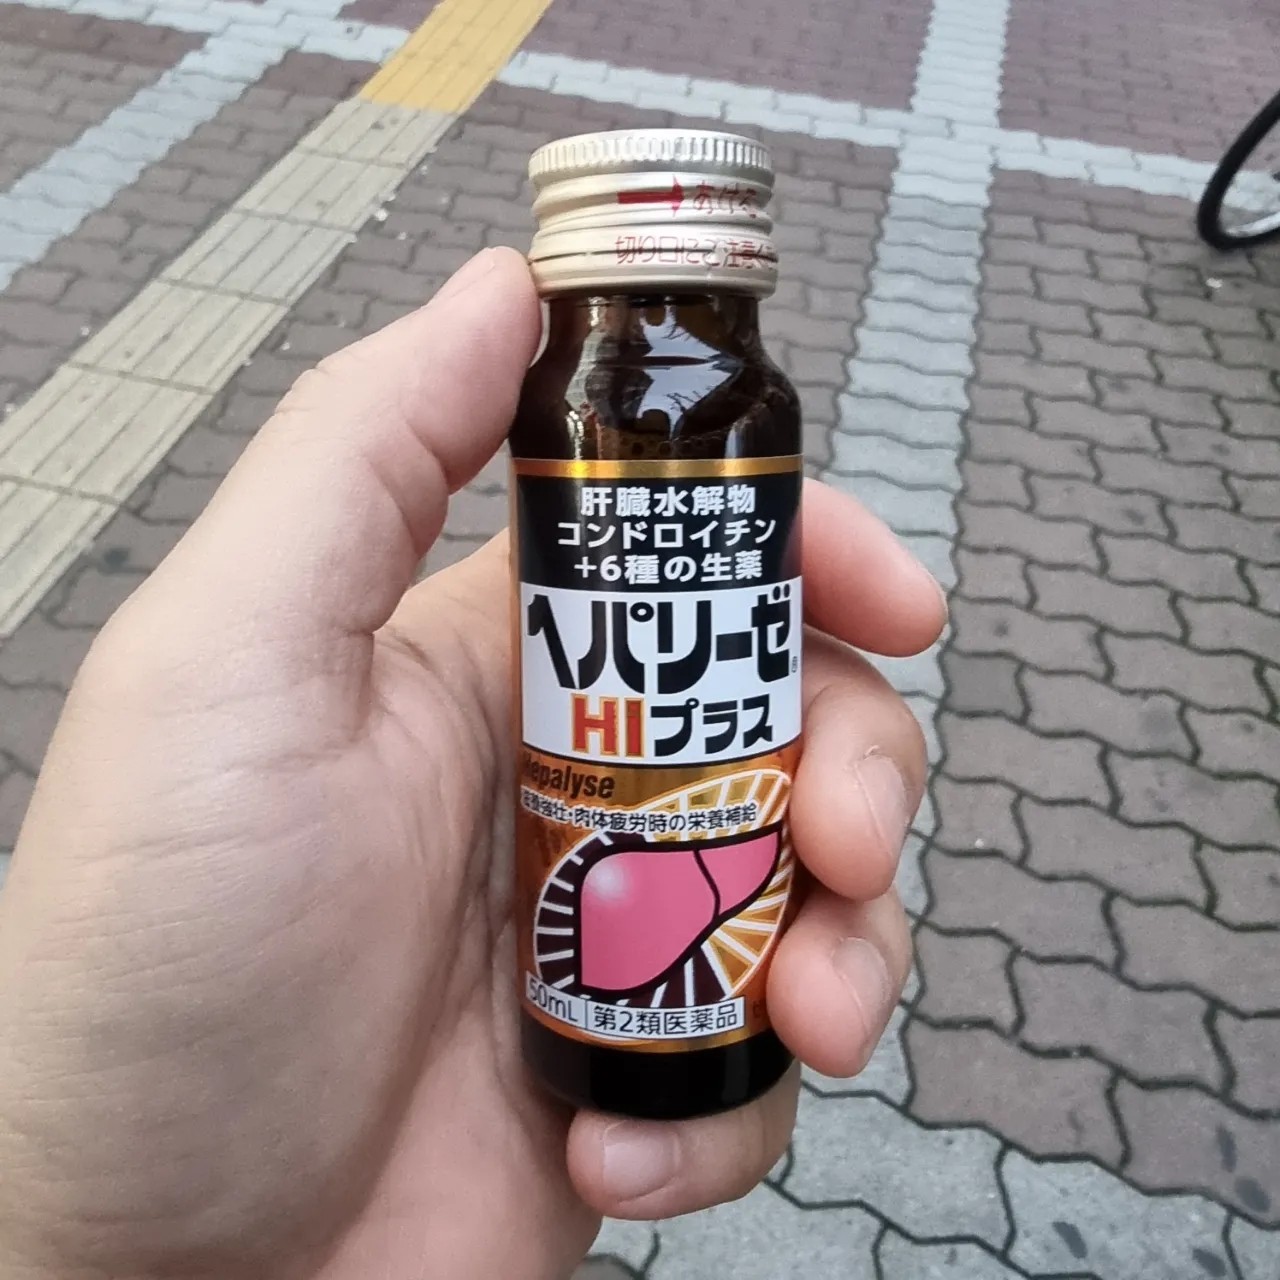 あける
切り口にご注意く
肝臓水解物
コンドロイチン
+6種の生薬
ヘパリーゼ®
HIプラス
Hepalyse
滋養強壮・肉体疲労時の栄養補給
50mL 第2類医薬品